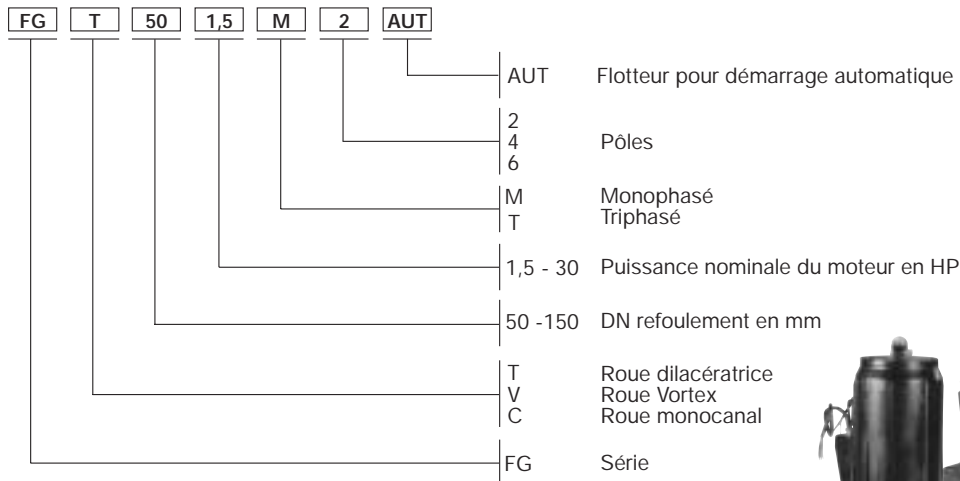 FG T 50 1,5 M 2 AUT
AUT Flotteur pour démarrage automatique
2
4 Pôles
6
M Monophasé
T Triphasé
1,5 - 30 Puissance nominale du moteur en HP
50 -150 DN refoulement en mm
T Roue dilacératrice
V Roue Vortex
C Roue monocanal
FG Série